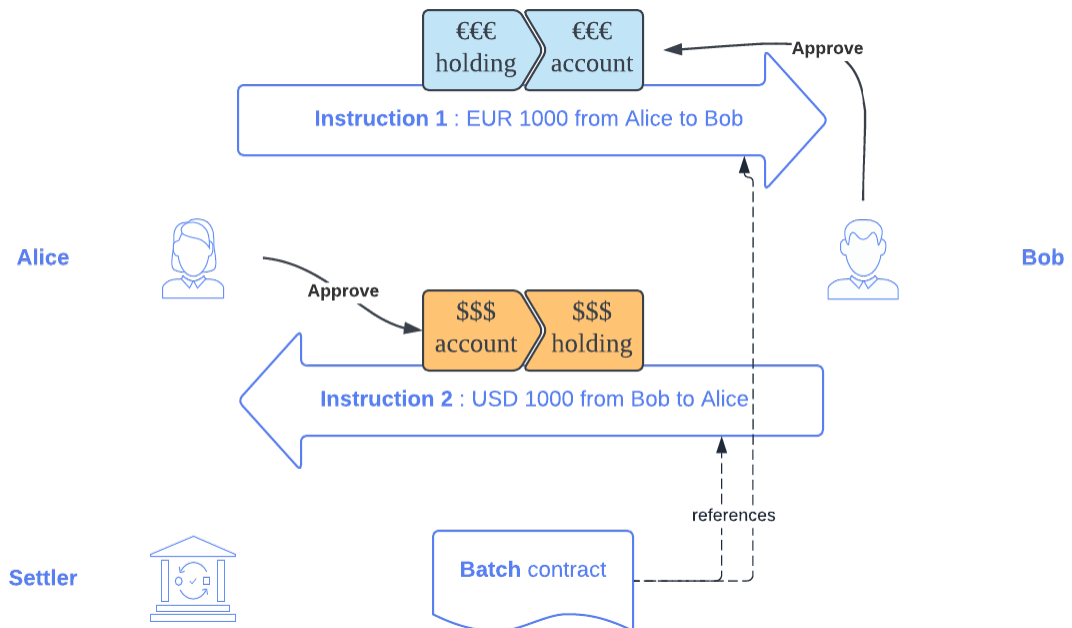 €€€
holding
€€€
account
Approve
Instruction 1 : EUR 1000 from Alice to Bob
Alice
Bob
Approve
$$$
account
$$$
holding
Instruction 2 : USD 1000 from Bob to Alice
references
Settler
Batch contract